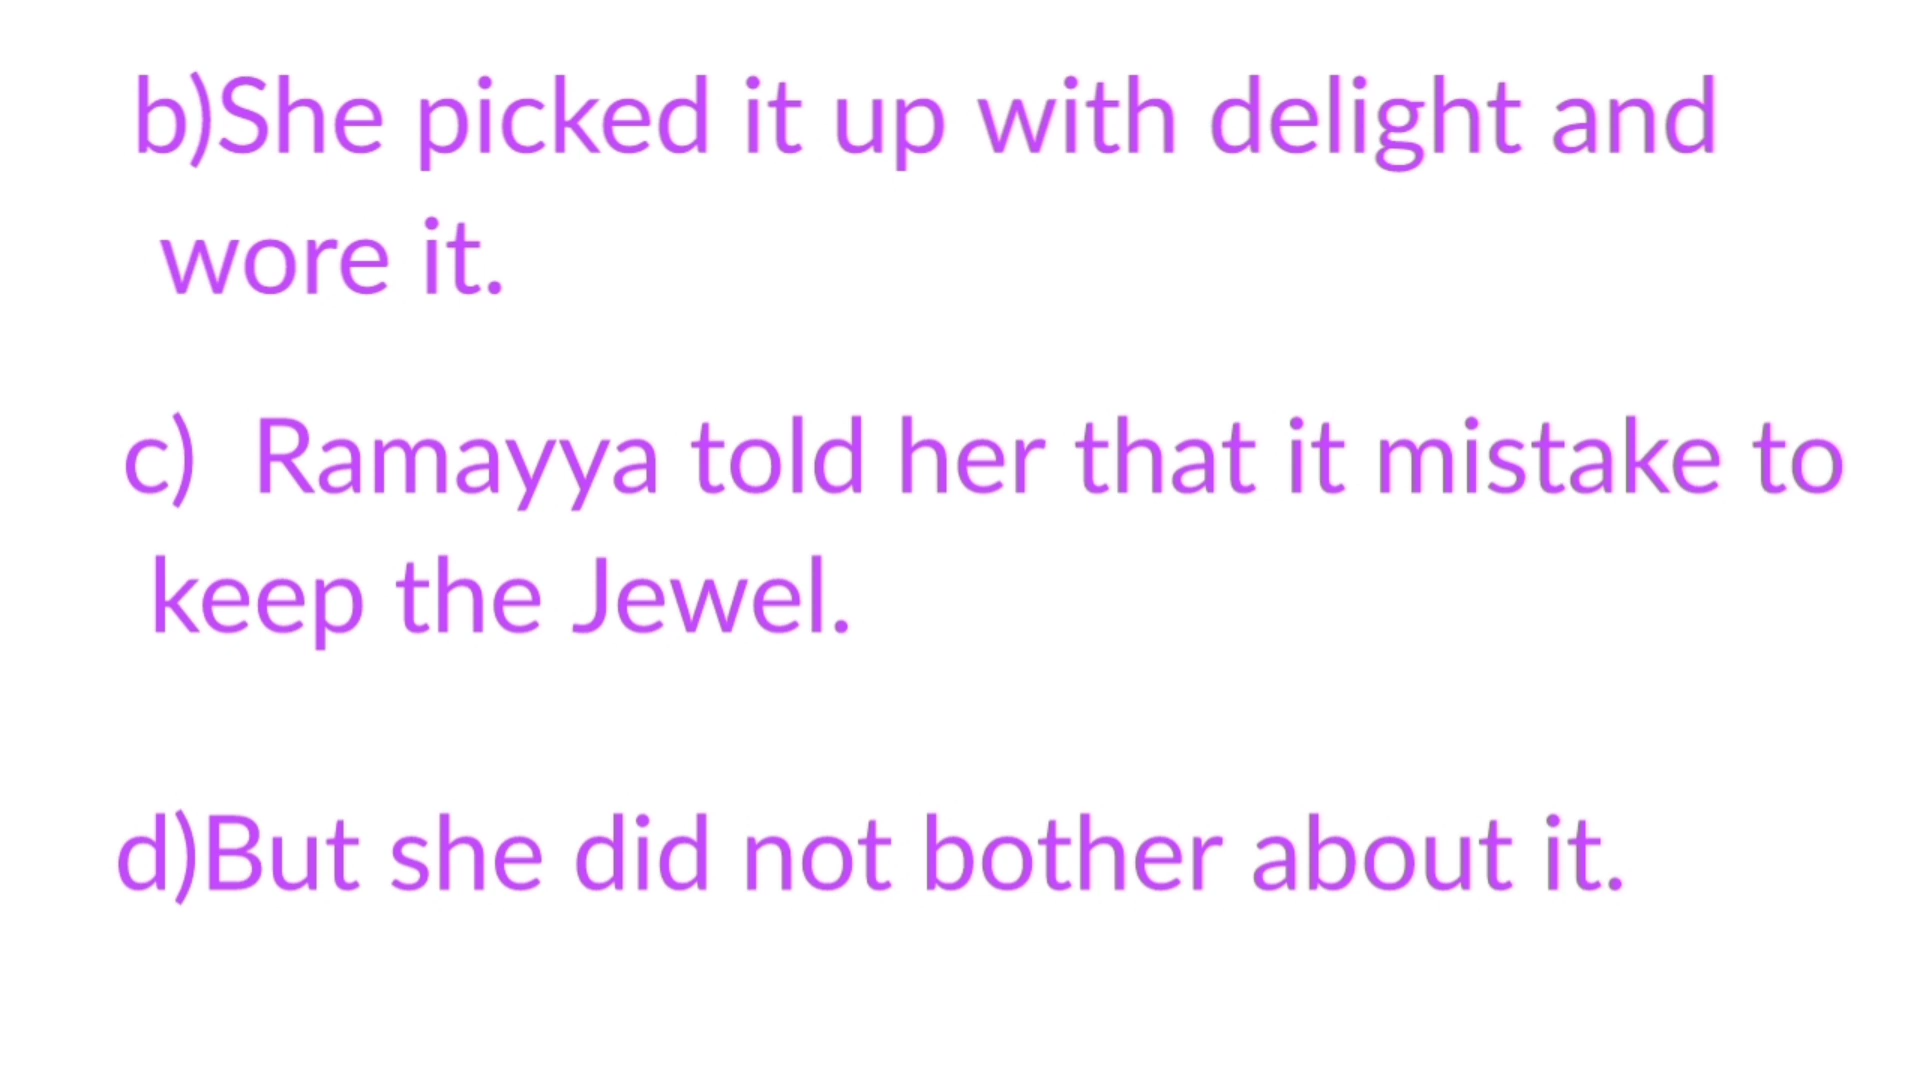 b)She picked it up with delight and
wore it.
c) Ramayya told her that it mistake to
keep the Jewel.
d)But she did not bother about it.